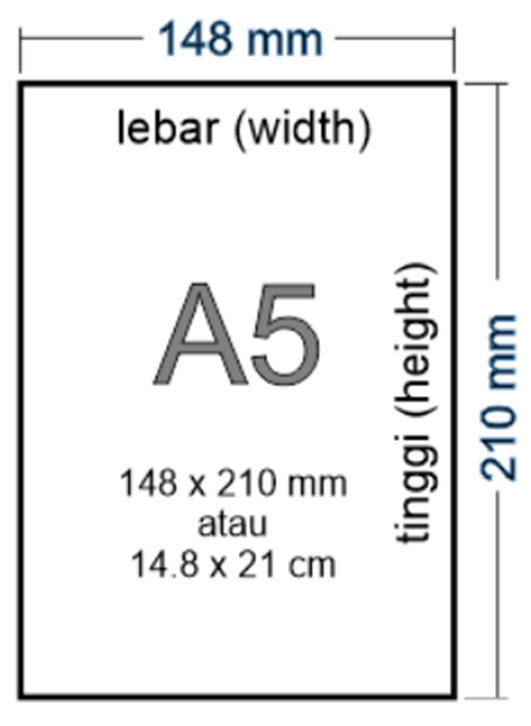 148 mm
lebar (width)
A5
tinggi (height)
210 mm
148 x 210 mm
atau
14.8 x 21 cm